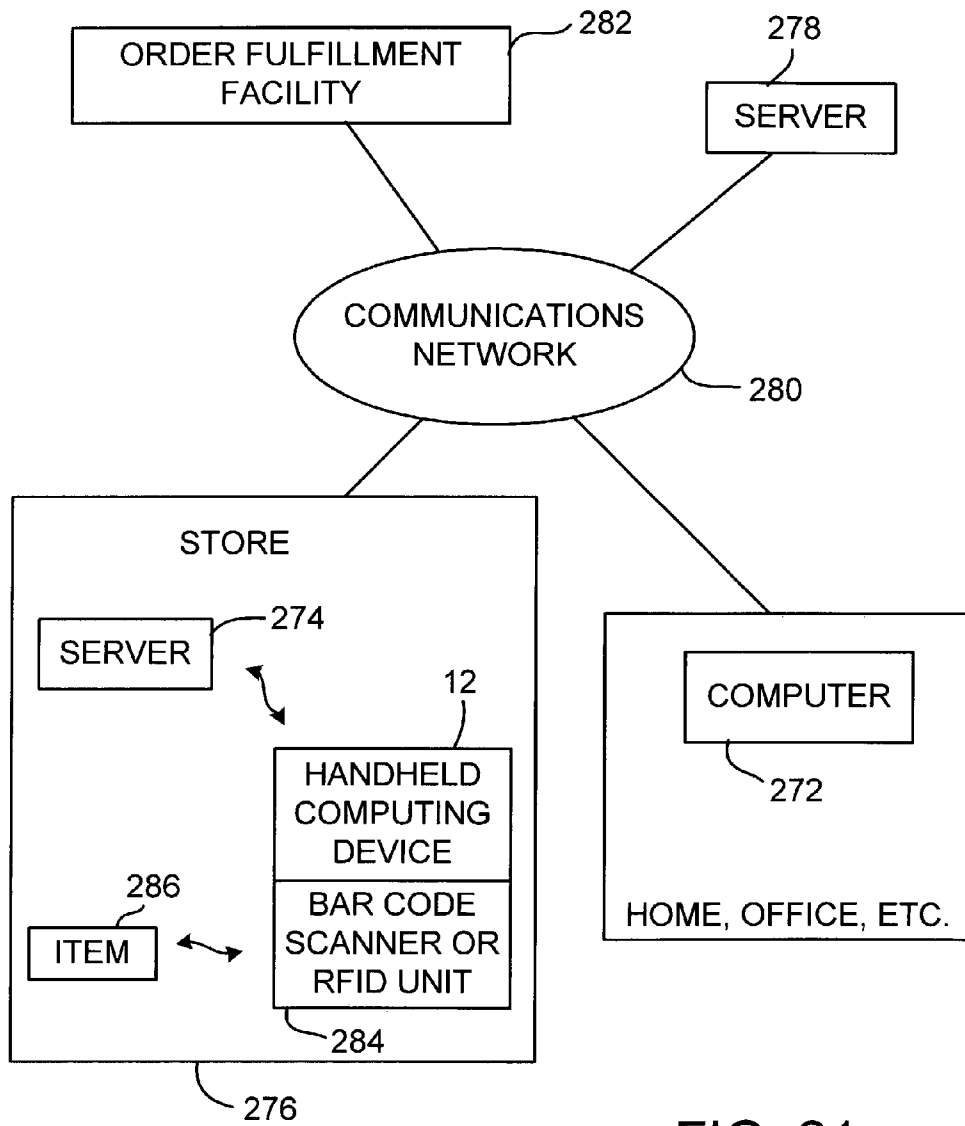 282
278
ORDER FULFILLMENT
FACILITY
SERVER
COMMUNICATIONS
NETWORK
280
STORE
274
SERVER
12
HANDHELD
COMPUTING
DEVICE
COMPUTER
272
286
ITEM
BAR CODE
SCANNER OR
RFID UNIT
HOME, OFFICE, ETC.
284
276